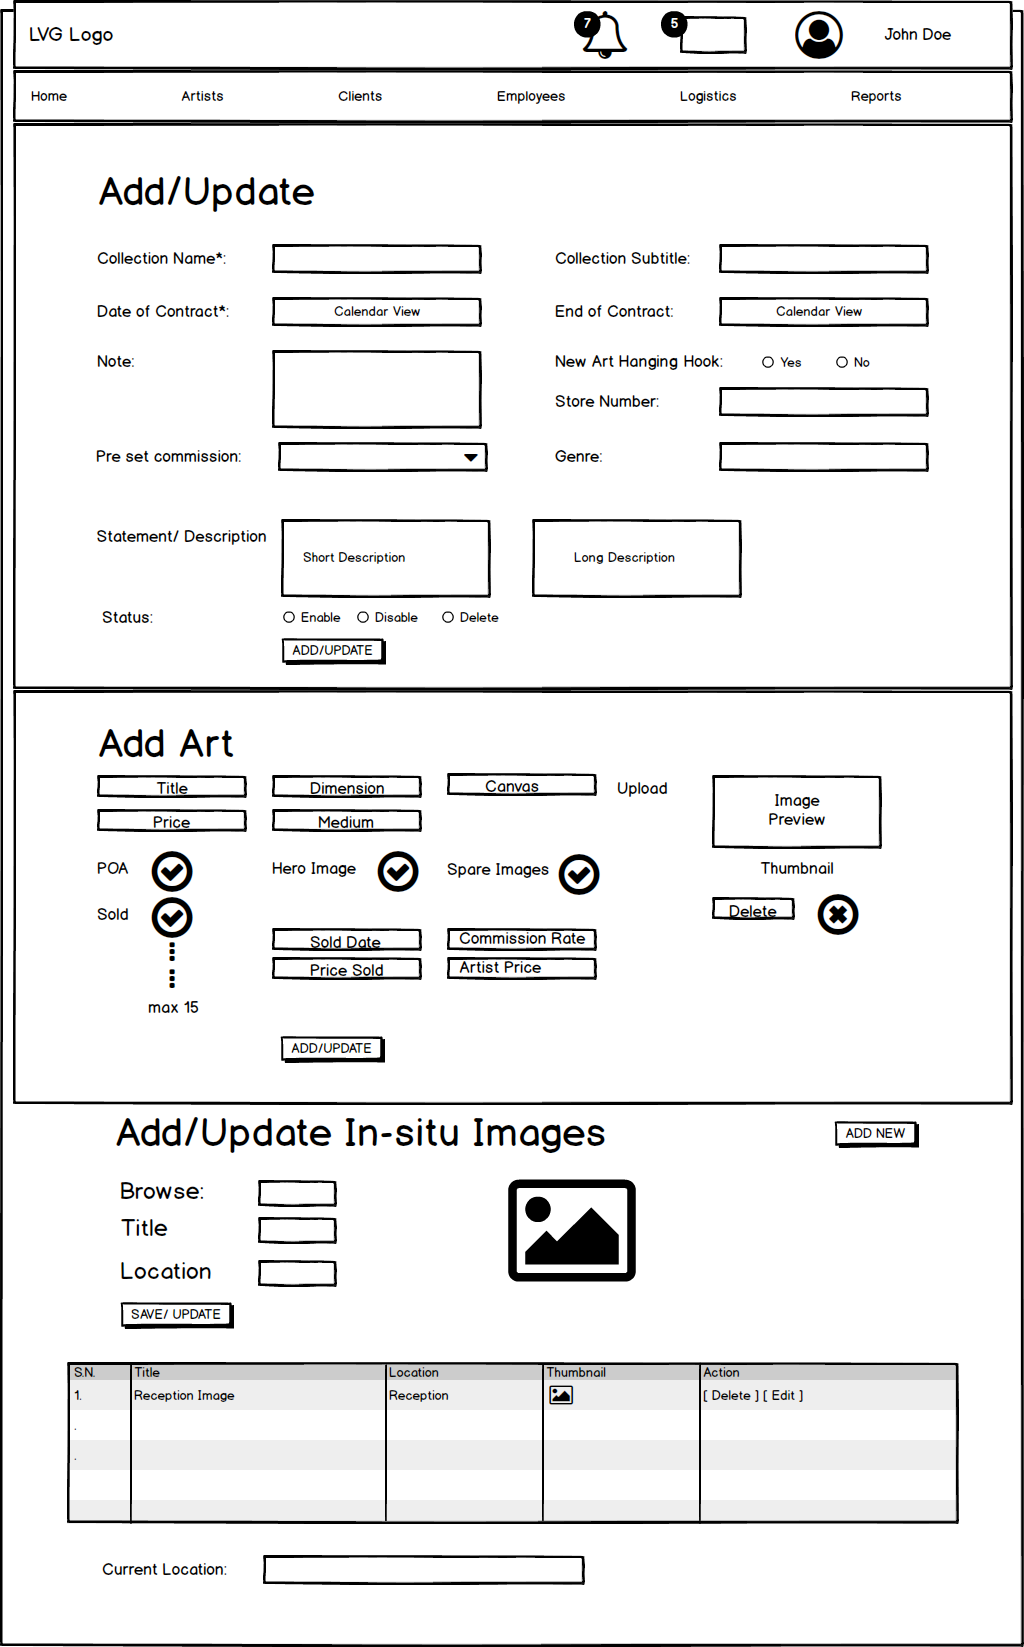 LVG Logo
7
5
John Doe
Home Artists Clients Employees Logistics Reports
Add/Update
Collection Name*: Collection Subtitle:
Date of Contract*: Calendar View End of Contract: Calendar View
Note: New Art Hanging Hook: Yes No
Store Number:
Pre set commission: Genre:
Statement/ Description Short Description Long Description
Status: Enable Disable Delete
ADD/UPDATE
Add Art
Title Dimension Canvas Upload
Image
Preview
Price Medium
POA Hero Image Spare Images Thumbnail
Sold Delete
Sold Date Commission Rate
Price Sold Artist Price
max 15
ADD/UPDATE
Add/Update In-situ Images ADD NEW
Browse:
Title
Location
SAVE/ UPDATE
S.N. Title Location Thumbnail Action
1. Reception Image Reception [ Delete ] [ Edit ]
.
.
Current Location: